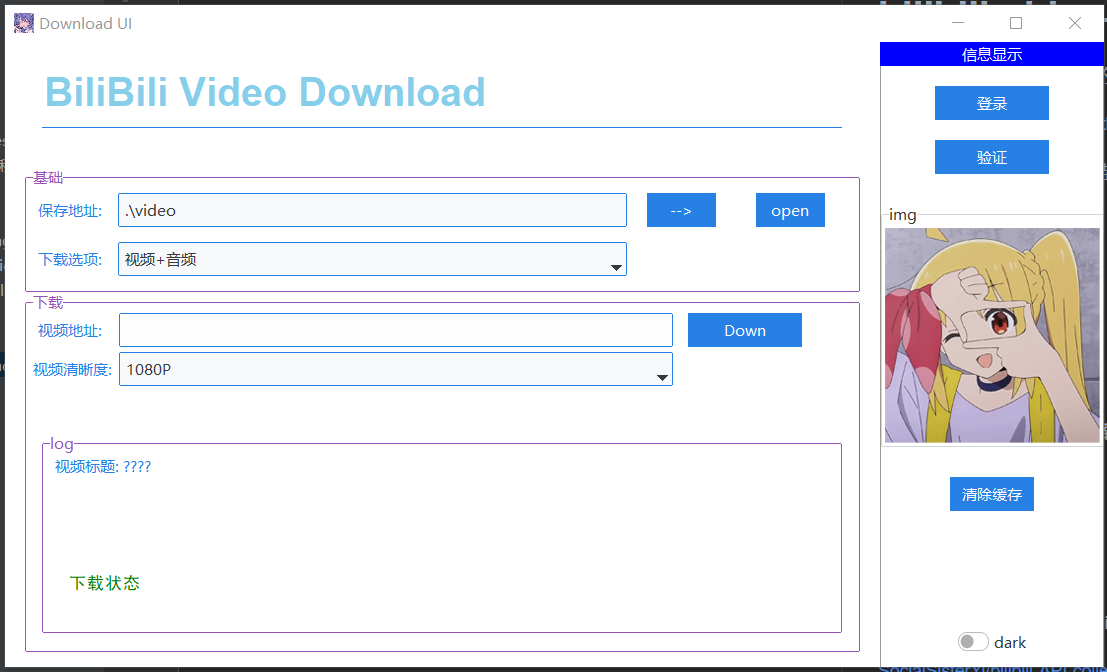 Download UI
信息显示
BiliBili Video Download
登录
验证
基础
保存地址:
.\video
-->
open
下载选项:
视频+音频
img
下载
视频地址:
Down
视频清晰度:
1080P
log
视频标题: ????
清除缓存
下载状态
dark